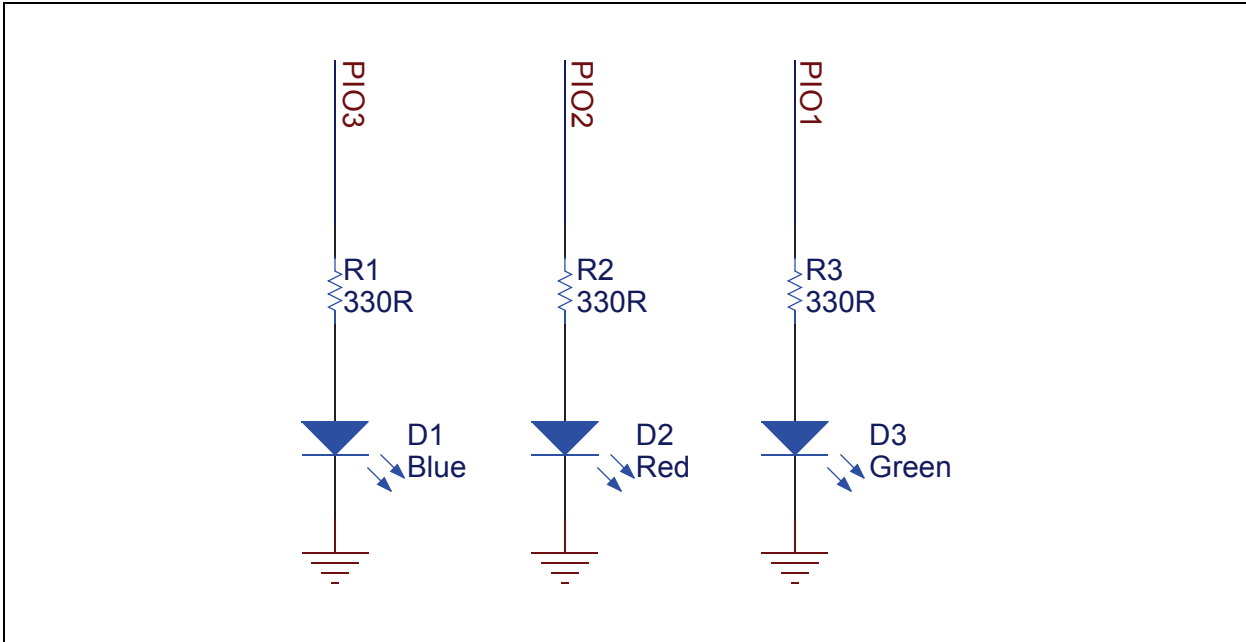 PIO3
PIO2
PIO1
R1
330R
R2
330R
R3
330R
D1
Blue
D2
Red
D3
Green